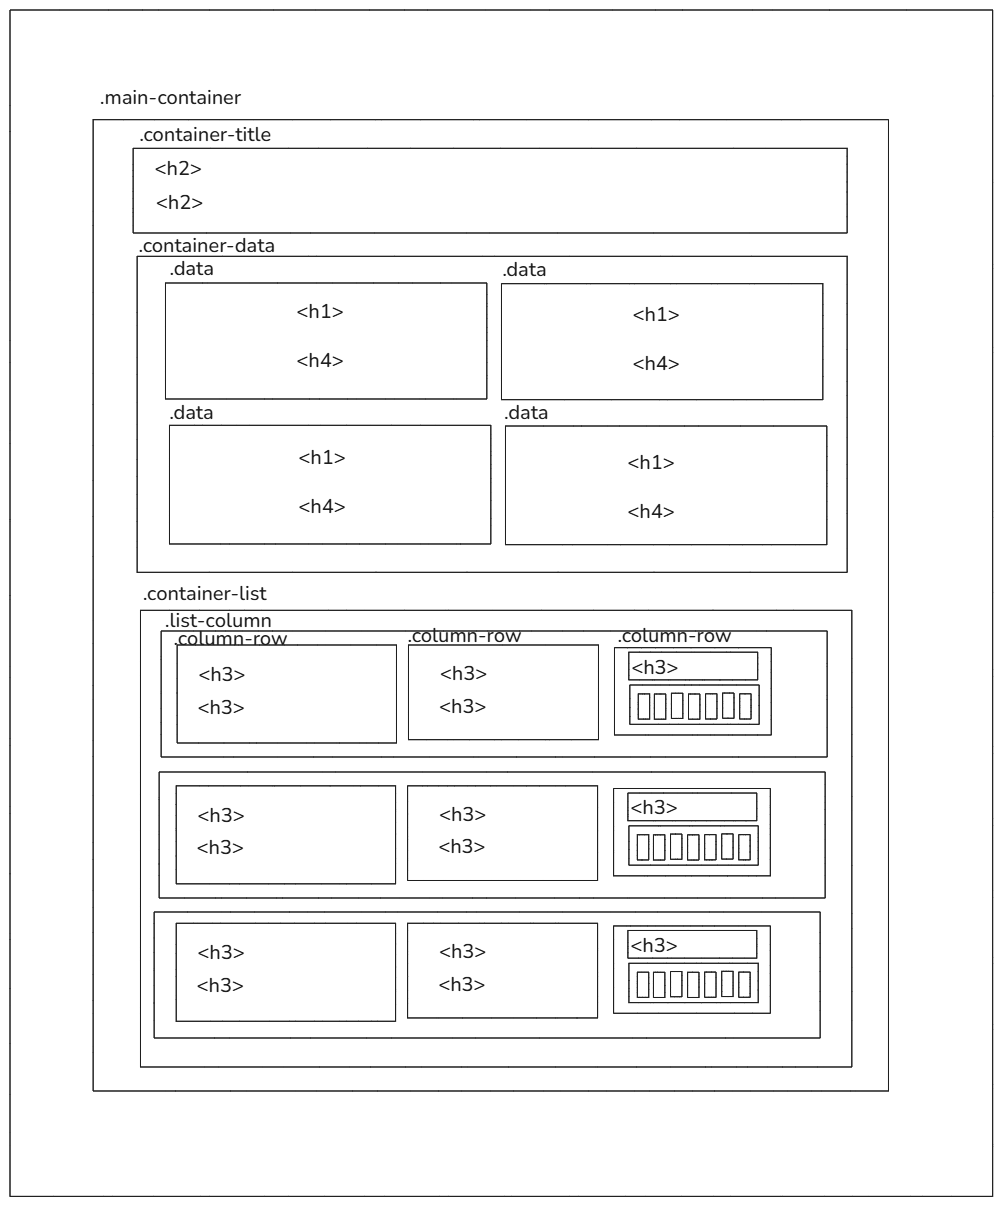 .main-container
.container-title
<h2>
<h2>
.container-data
.data .data
<h1> <h1>
<h4> <h4>
.data .data
<h1> <h1>
<h4> <h4>
.container-list
.list-column
.column-row .column-row .column-row
<h3> <h3> <h3>
<h3> <h3>
<h3> <h3> <h3>
<h3> <h3>
<h3> <h3> <h3>
<h3> <h3>